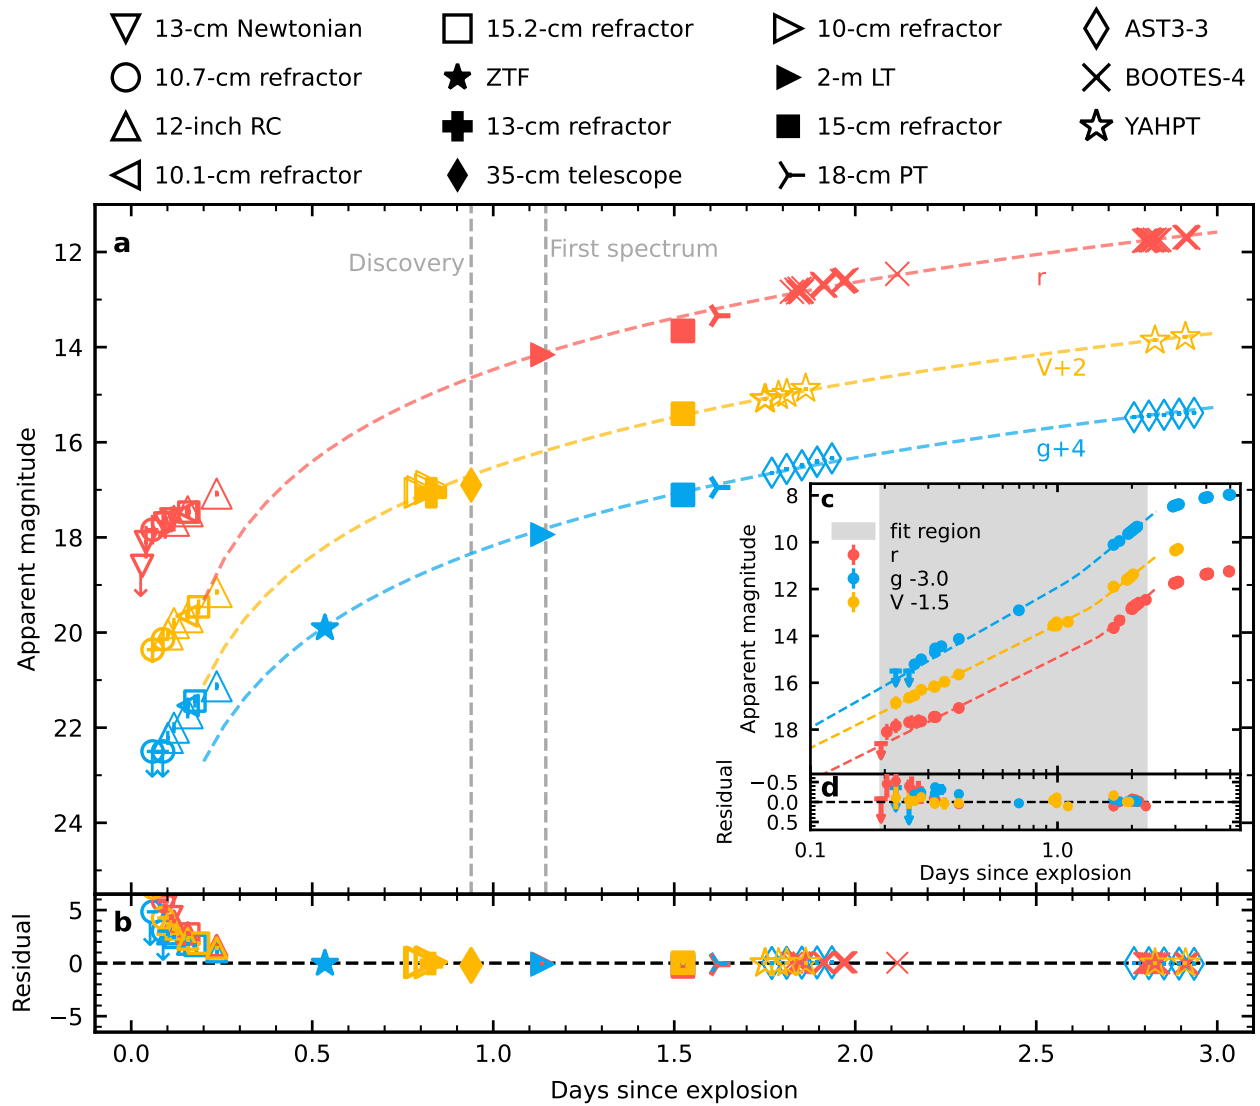 13-cm Newtonian 15.2-cm refractor 10-cm refractor AST3-3
10.7-cm refractor ZTF 2-m LT BOOTES-4
12-inch RC 13-cm refractor 15-cm refractor YAHPT
10.1-cm refractor 35-cm telescope 18-cm PT
a
Discovery
First spectrum
r
V+2
g+4
12
14
16
18
20
22
24
Apparent magnitude
c
fit region
r
g -3.0
V -1.5
8
10
12
14
16
18
Apparent magnitude
d
−0.5
0.0
0.5
Residual
0.1 1.0
Days since explosion
b
5
0
−5
Residual
0.0 0.5 1.0 1.5 2.0 2.5 3.0
Days since explosion